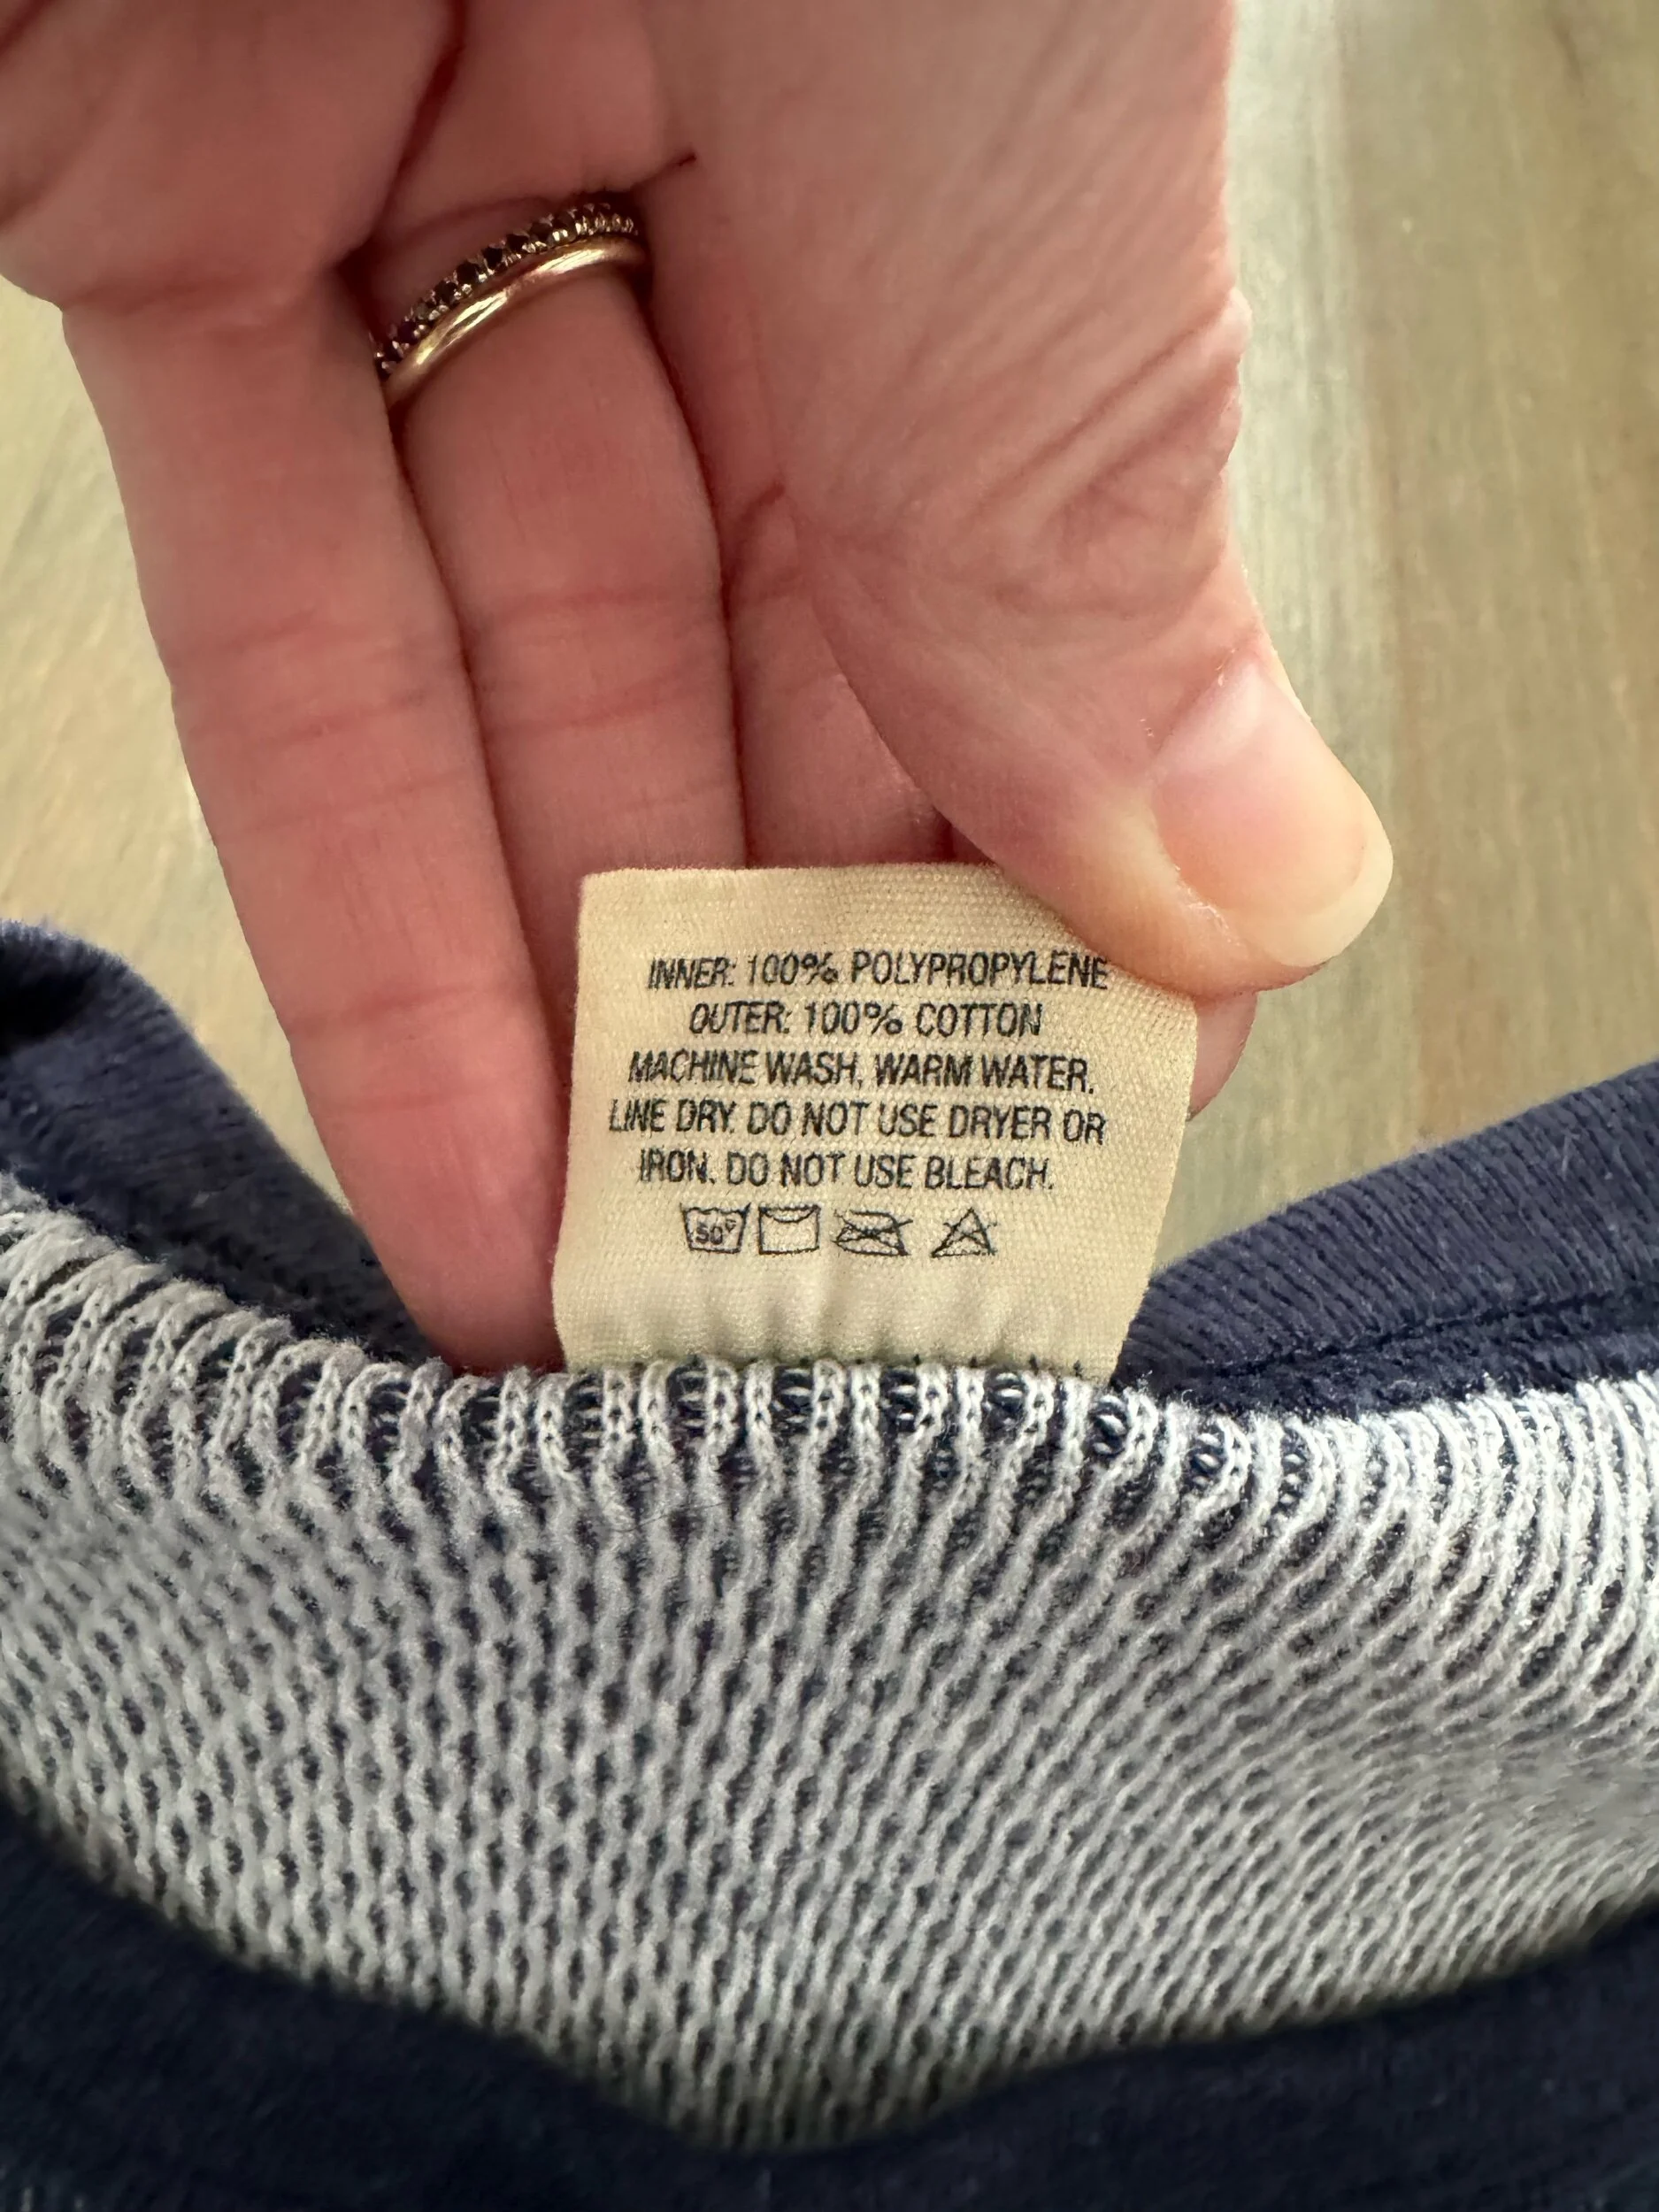 INNER: 100% POLYPROPYLENE
OUTER: 100% COTTON
MACHINE WASH, WARM WATER.
LINE DRY. DO NOT USE DRYER OR
IRON. DO NOT USE BLEACH.
50°